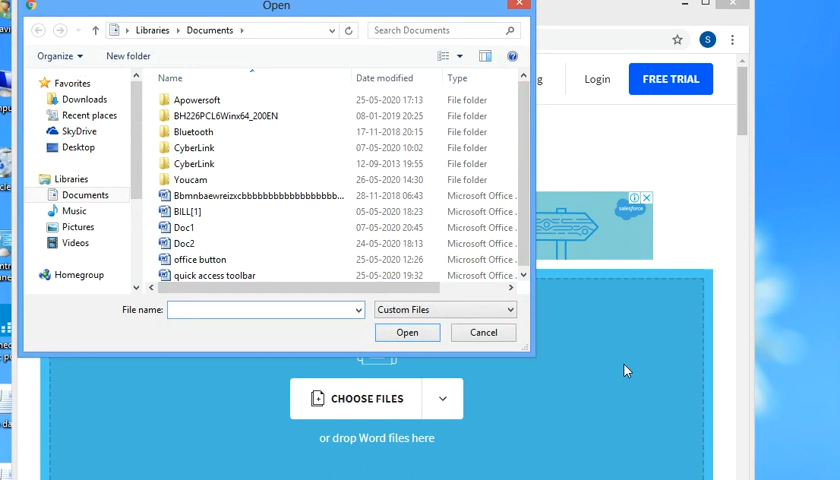 Open
Libraries ▸ Documents ▸
Search Documents
Organize
New folder
Name
Date modified
Type
Favorites
Downloads
Recent places
SkyDrive
Desktop
Libraries
Documents
Music
Pictures
Videos
Homegroup
Apowersoft 25-05-2020 17:13 File folder
BH226PCL6Winx64_200EN 08-01-2019 20:25 File folder
Bluetooth 17-11-2018 20:15 File folder
CyberLink 07-05-2020 10:02 File folder
CyberLink 12-09-2013 19:55 File folder
Youcam 25-05-2020 14:30 File folder
28-11-2018 06:43 Microsoft Office
BILL[1] 05-05-2020 18:23 Microsoft Office
Doc1 07-05-2020 20:45 Microsoft Office
Doc2 24-05-2020 18:13 Microsoft Office
office button 25-05-2020 12:26 Microsoft Office
quick access toolbar 25-05-2020 19:32 Microsoft Office
File name:
Custom Files
Open
Cancel
S
Login
FREE TRIAL
salesforce
CHOOSE FILES
or drop Word files here